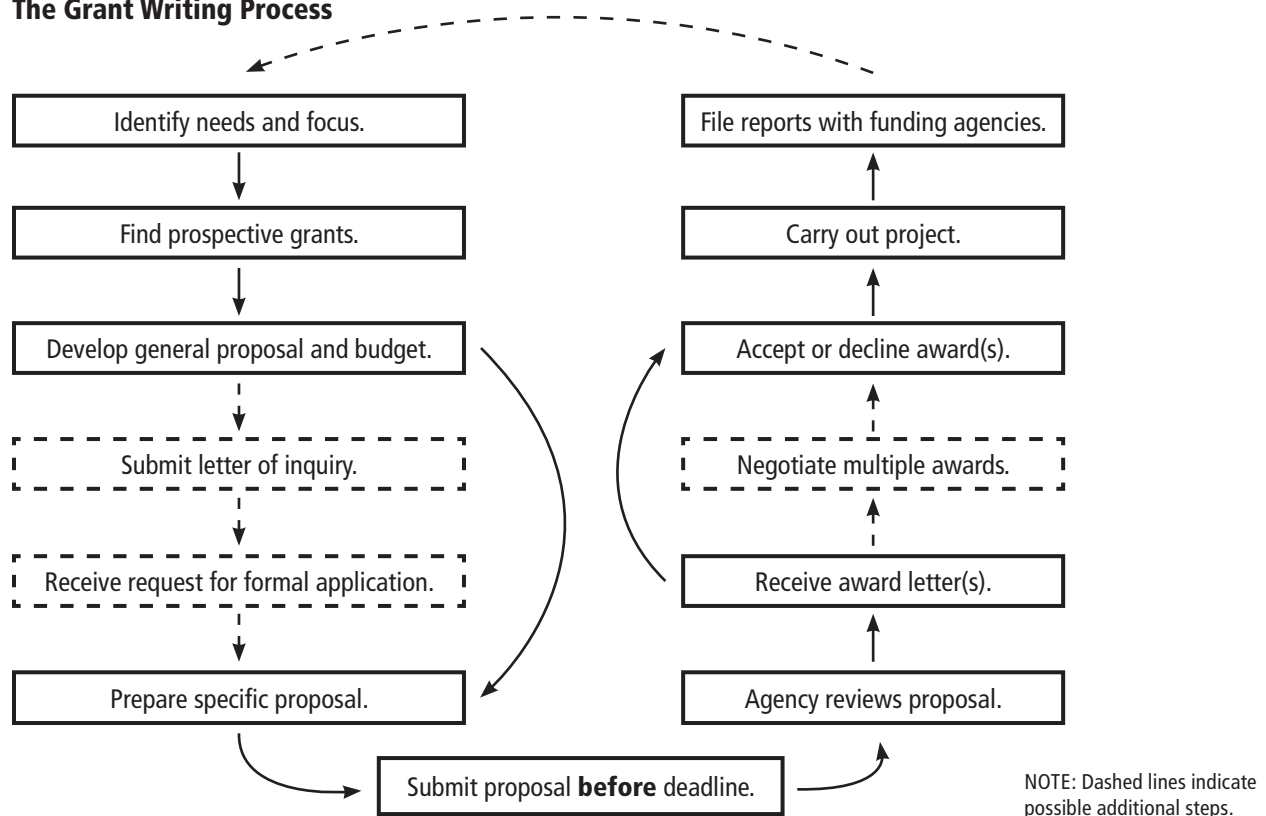 The Grant Writing Process
Identify needs and focus.
Find prospective grants.
Develop general proposal and budget.
Submit letter of inquiry.
Receive request for formal application.
Prepare specific proposal.
Submit proposal before deadline.
Agency reviews proposal.
Receive award letter(s).
Negotiate multiple awards.
Accept or decline award(s).
Carry out project.
File reports with funding agencies.
NOTE: Dashed lines indicate
possible additional steps.